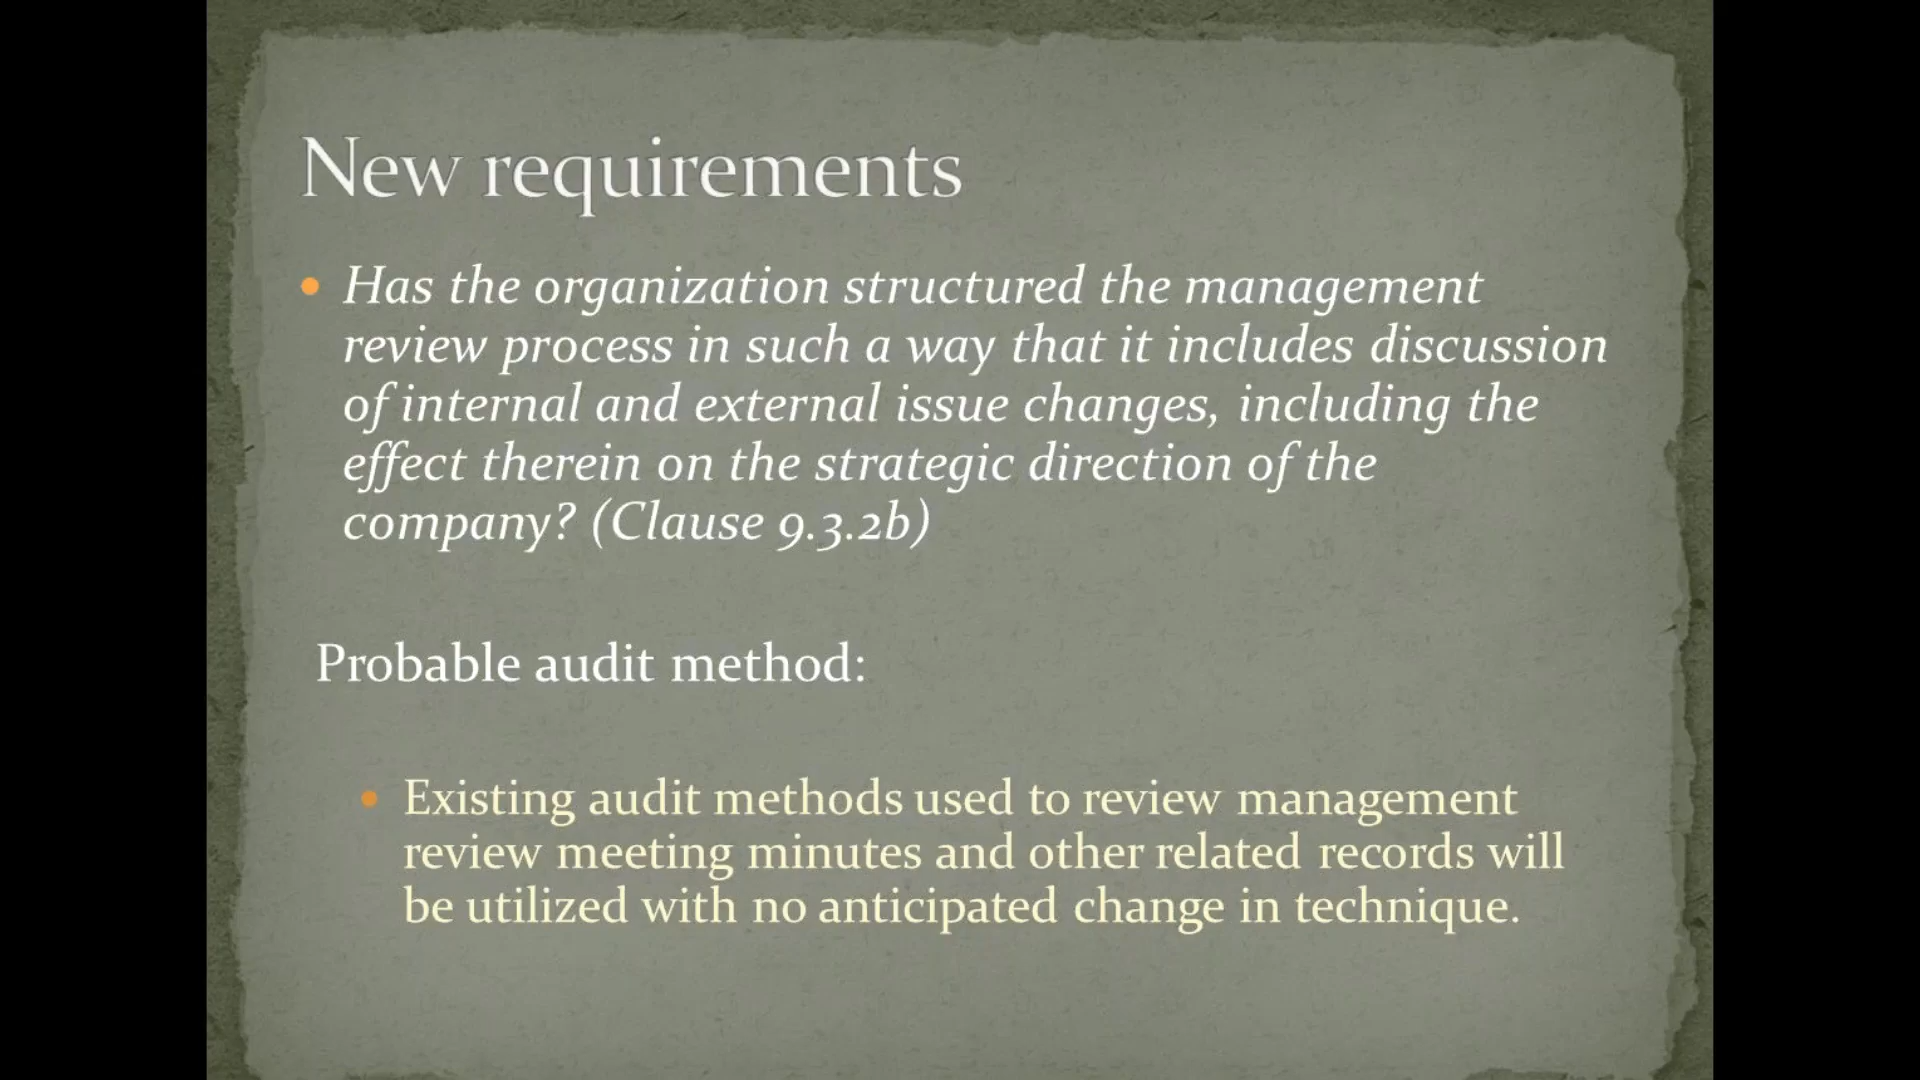 New requirements
• Has the organization structured the management
review process in such a way that it includes discussion
of internal and external issue changes, including the
effect therein on the strategic direction of the
company? (Clause 9.3.2b)
Probable audit method:
• Existing audit methods used to review management
review meeting minutes and other related records will
be utilized with no anticipated change in technique.